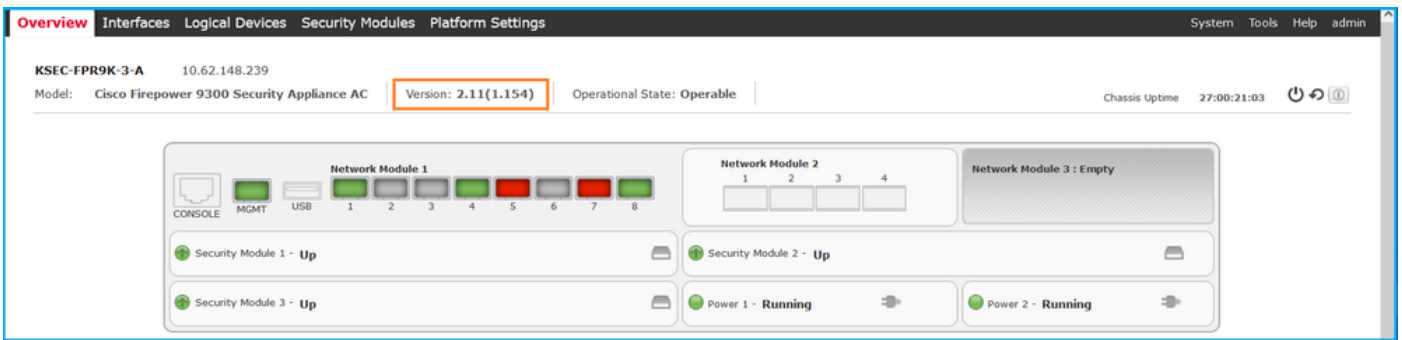 Overview Interfaces Logical Devices Security Modules Platform Settings System Tools Help admin
KSEC-FPR9K-3-A 10.62.148.239
Model: Cisco Firepower 9300 Security Appliance AC Version: 2.11(1.154) Operational State: Operable Chassis Uptime 27:00:21:03
Network Module 1
CONSOLE MGMT USB 1 2 3 4 5 6 7 8
Network Module 2
1 2 3 4
Network Module 3 : Empty
Security Module 1 - Up
Security Module 2 - Up
Security Module 3 - Up
Power 1 - Running
Power 2 - Running